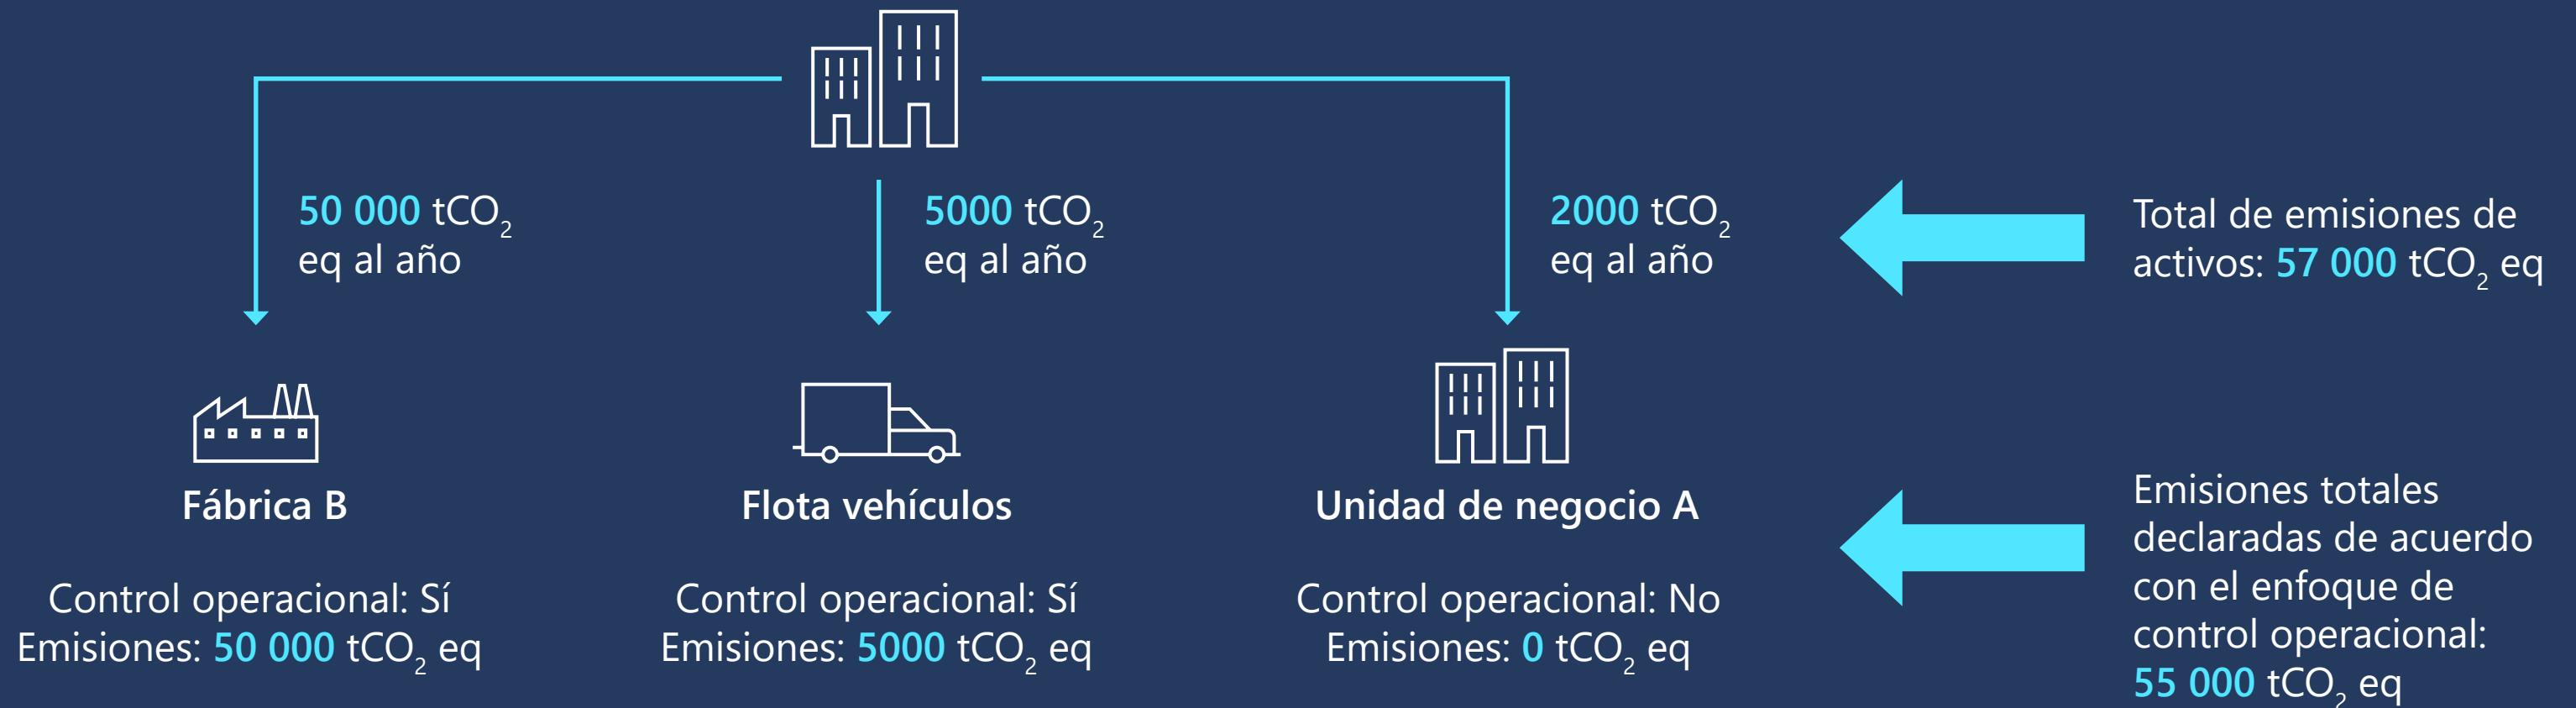 50 000 tCO2
eq al año
5000 tCO2
eq al año
2000 tCO2
eq al año
Total de emisiones de
activos: 57 000 tCO2 eq
Fábrica B
Control operacional: Sí
Emisiones: 50 000 tCO2 eq
Flota vehículos
Control operacional: Sí
Emisiones: 5000 tCO2 eq
Unidad de negocio A
Control operacional: No
Emisiones: 0 tCO2 eq
Emisiones totales
declaradas de acuerdo
con el enfoque de
control operacional:
55 000 tCO2 eq